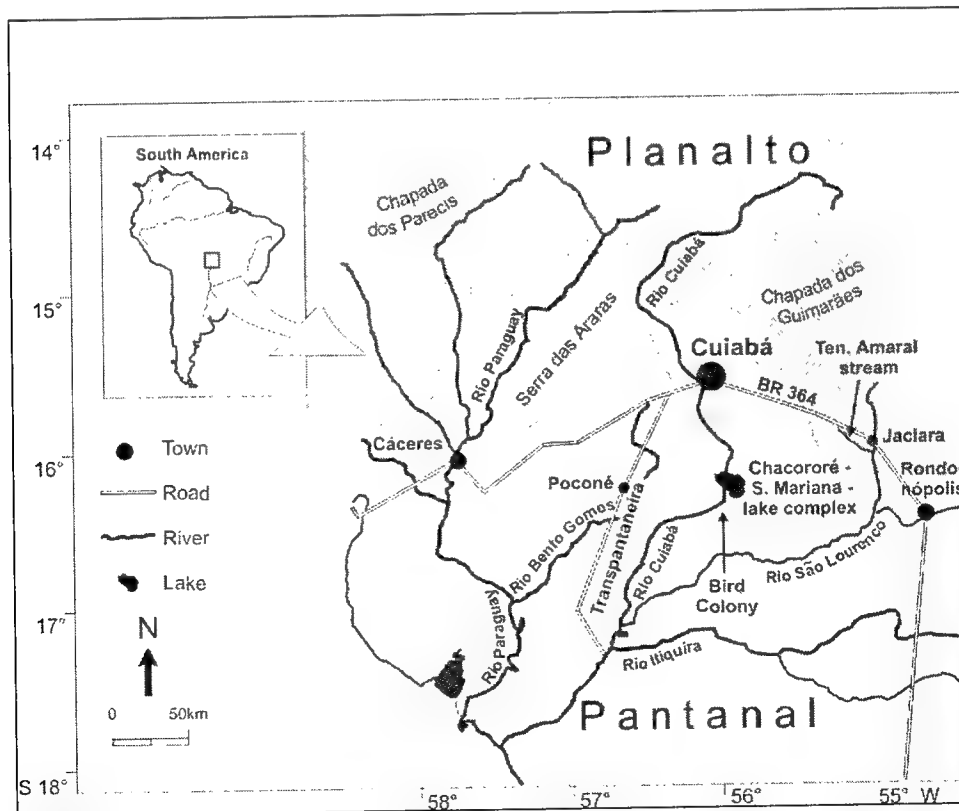 Planalto
14°
South America
Chapada
dos Parecis
Rio Cuiabá
15°
Chapada dos
Guimarães
Rio Paraguay
Serra das Araras
Cuiabá
Ten. Amaral
stream
BR 364
Cáceres
Jaciara
Town
16°
Poconé
Chacororé -
S. Mariana -
lake complex
Rondo-
nópolis
Road
River
Rio Bento Gomes
Transpantaneira
Rio Cuiabá
Rio São Lourenço
Lake
Bird
Colony
17°
N
Rio Paraguay
Rio Itiquira
0 50km
Pantanal
S 18°
58° 57° 56° 55° W